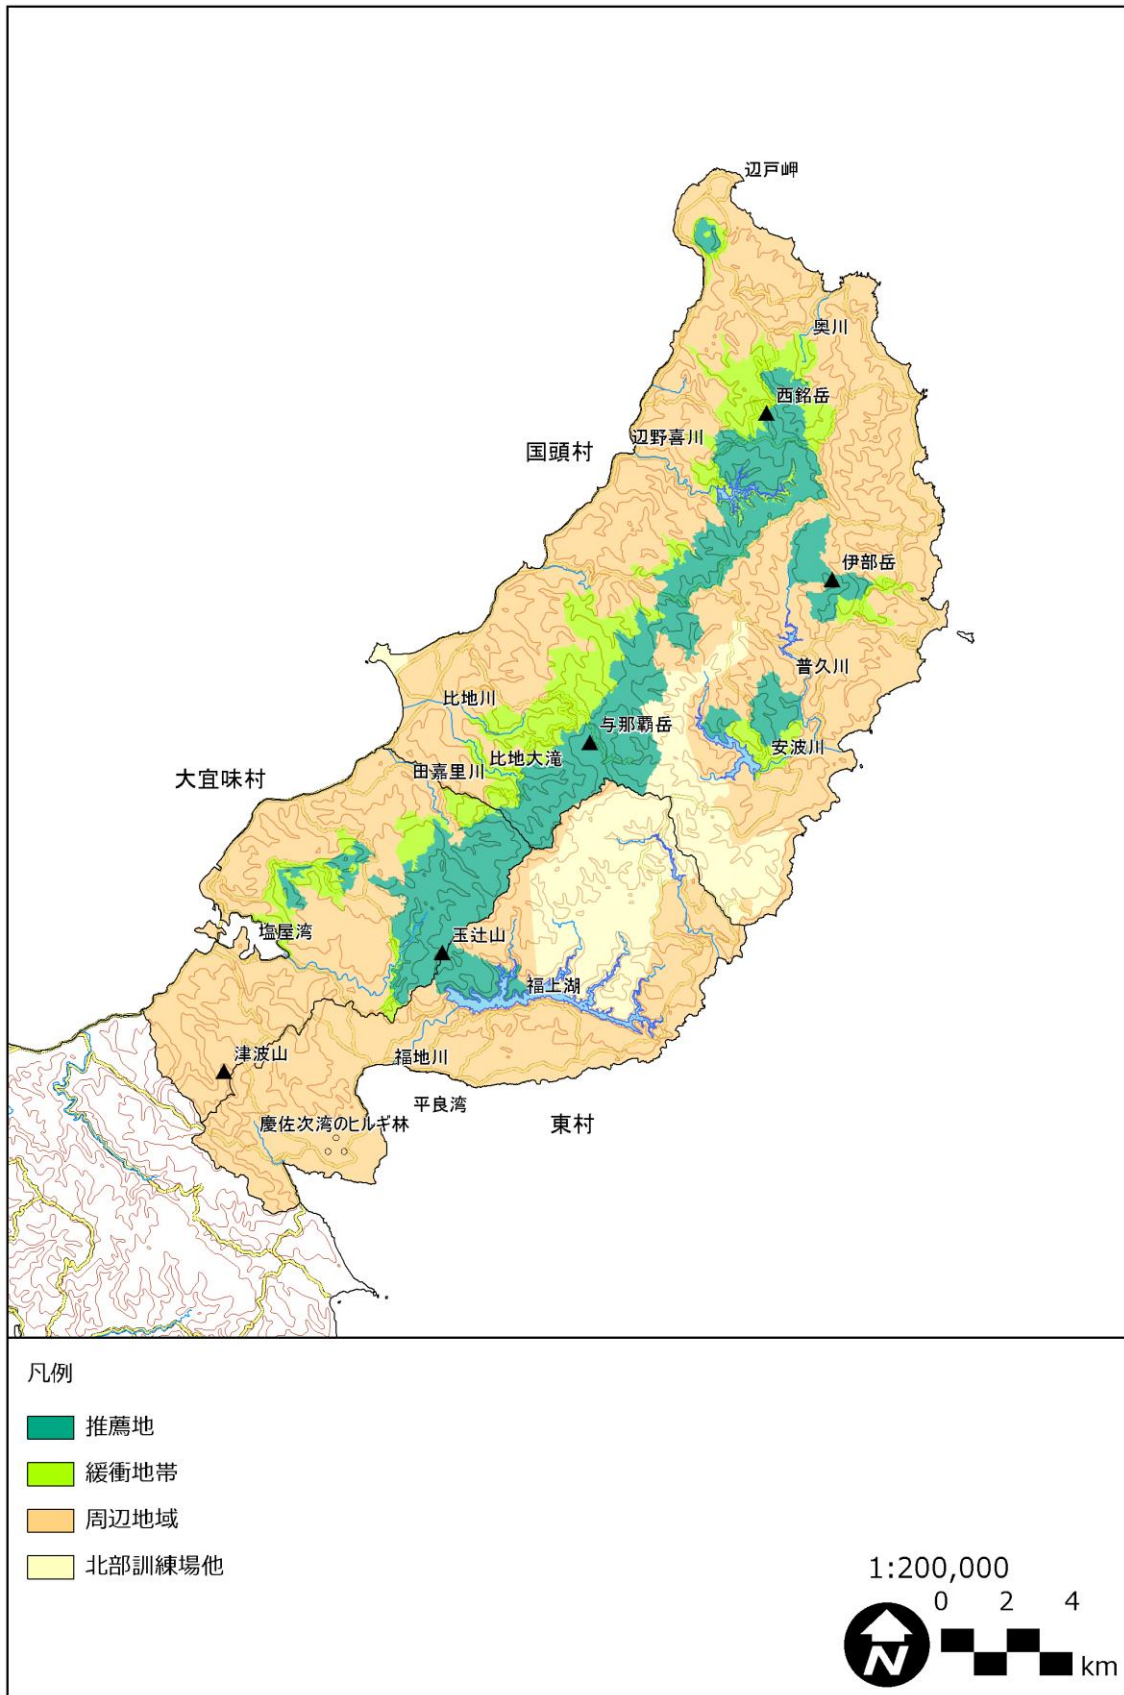 辺戸岬
奥川
西銘岳
辺野喜川
国頭村
伊部岳
普久川
比地川
与那覇岳
安波川
比地大滝
田嘉里川
大宜味村
塩屋湾
玉辻山
福上湖
津波山
福地川
平良湾
慶佐次湾のヒルギ林
東村
凡例
推薦地
緩衝地帯
周辺地域
北部訓練場他
1:200,000
0 2 4
km
N